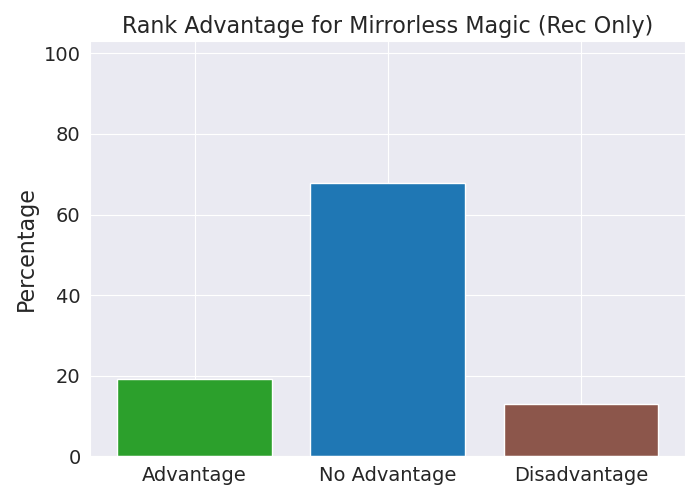 Rank Advantage for Mirrorless Magic (Rec Only)
100
80
60
40
20
0
Percentage
Advantage
No Advantage
Disadvantage